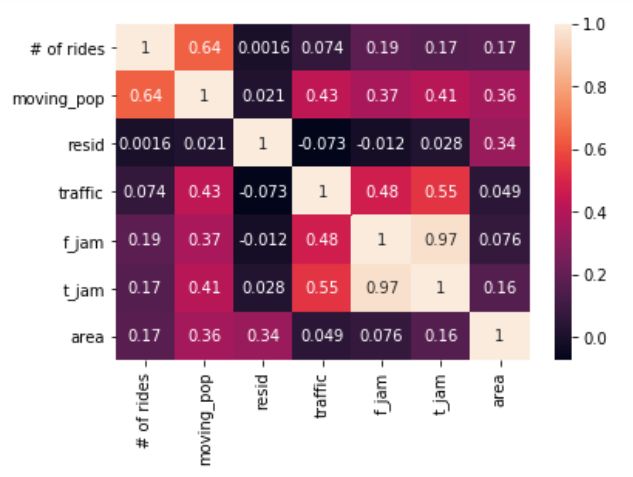 # of rides 1 0.64 0.0016 0.074 0.19 0.17 0.17
moving_pop 0.64 1 0.021 0.43 0.37 0.41 0.36
resid 0.0016 0.021 1 -0.073 -0.012 0.028 0.34
traffic 0.074 0.43 -0.073 1 0.48 0.55 0.049
f_jam 0.19 0.37 -0.012 0.48 1 0.97 0.076
t_jam 0.17 0.41 0.028 0.55 0.97 1 0.16
area 0.17 0.36 0.34 0.049 0.076 0.16 1
# of rides moving_pop resid traffic f_jam t_jam area
1.0
0.8
0.6
0.4
0.2
0.0